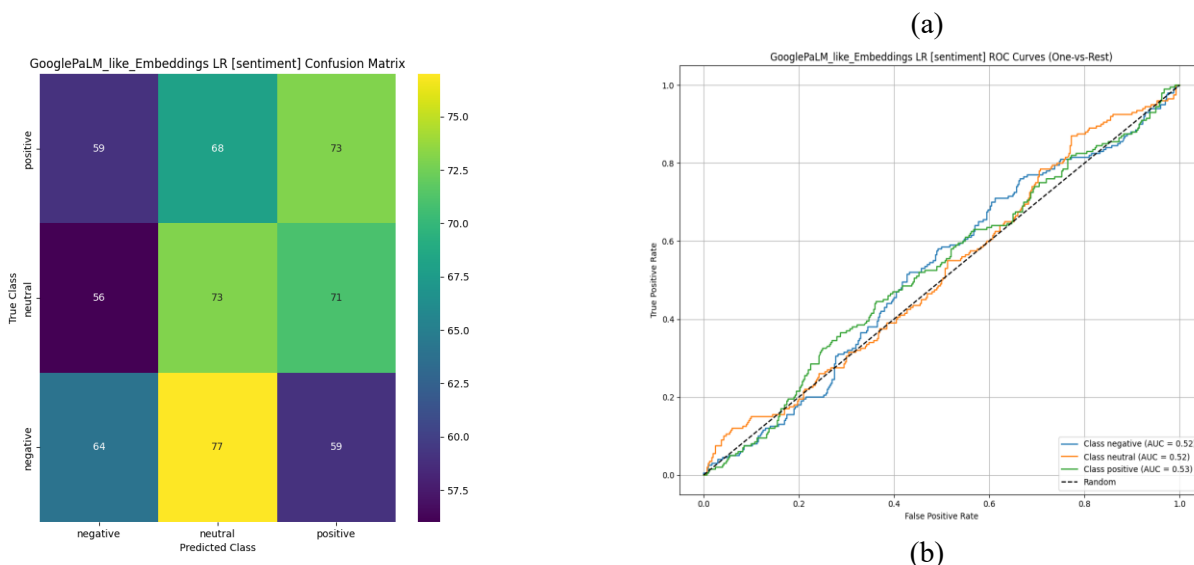 (a)
GooglePaLM_like_Embeddings LR [sentiment] Confusion Matrix
True Class
positive
neutral
negative
59 68 73
56 73 71
64 77 59
negative neutral positive
Predicted Class
75.0
72.5
70.0
67.5
65.0
62.5
60.0
57.5
GooglePaLM_like_Embeddings LR [sentiment] ROC Curves (One-vs-Rest)
True Positive Rate
1.0
0.8
0.6
0.4
0.2
0.0
Class negative (AUC = 0.52
Class neutral (AUC = 0.52)
Class positive (AUC = 0.53)
Random
0.0 0.2 0.4 0.6 0.8 1.0
False Positive Rate
(b)